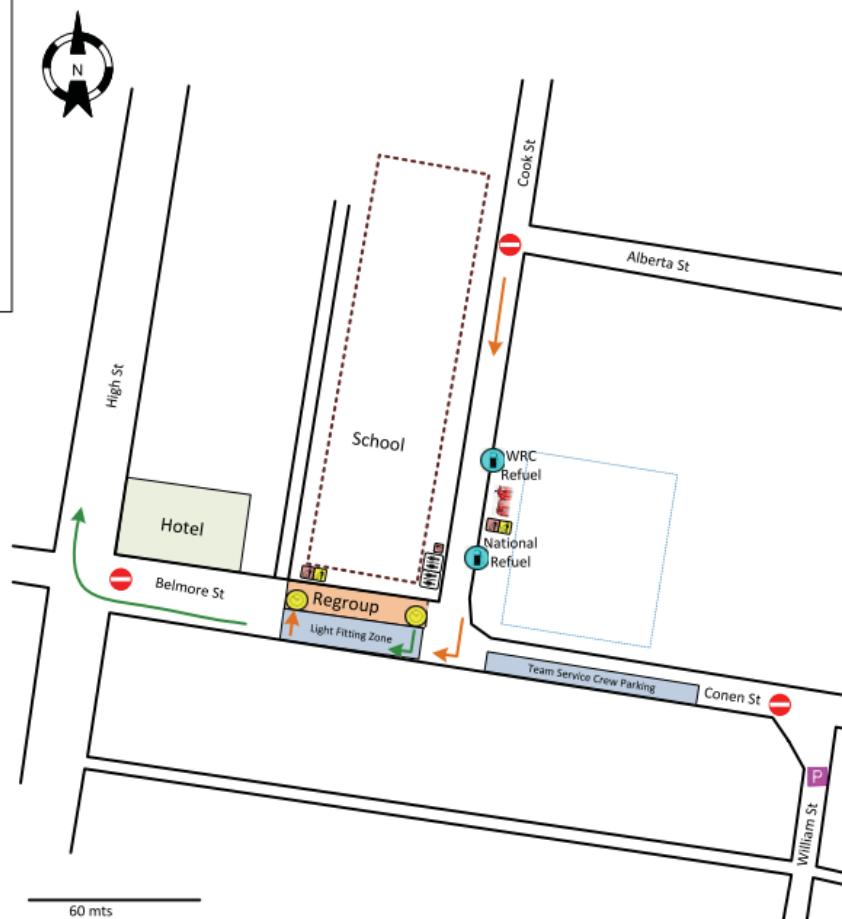 N
Cook St
Alberta St
High St
School
WRC
Refuel
National
Refuel
Hotel
Belmore St
Regroup
Light Fitting Zone
Team Service Crew Parking
Conen St
P
William St
60 mts